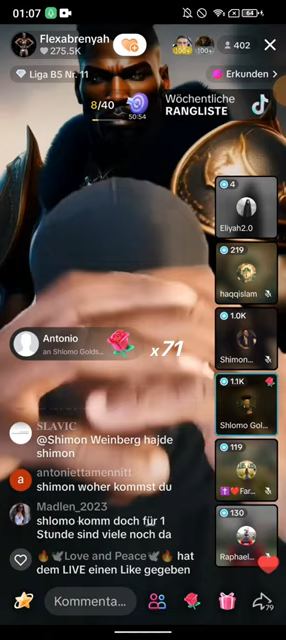 01:07
64
Flexabrenyah
275.5K
402
Liga B5 Nr. 11
Erkunden >
8/40
50:54
Wöchentliche
RANGLISTE
4
Eliyah2.0
219
haqqislam
1.0K
Shimon...
1.1K
Shlomo Gol...
119
Far...
130
Raphael...
Antonio
an Shlomo Golds...
x71
SLAVIC
@Shimon Weinberg hajde
shimon
a
antoniettamennitt
shimon woher kommst du
Madlen_2023
shlomo komm doch für 1
Stunde sind viele noch da
🔥🕊Love and Peace🕊🔥 hat
dem LIVE einen Like gegeben
Kommenta...
79